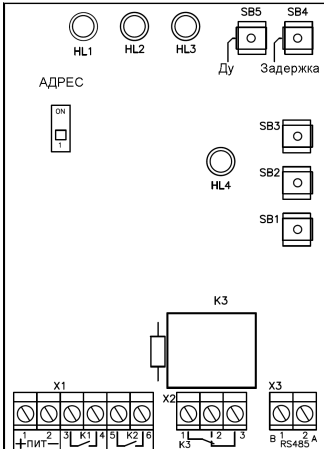 SB5 SB4
HL1 HL2 HL3
Ду Задержка
АДРЕС
ON
1
SB3
SB2
HL4
SB1
K3
X1 X2 X3
1 2 3 K1 4 5 K2 6
+ПИТ−
1 2 3
K3
B 1 2 A
RS485